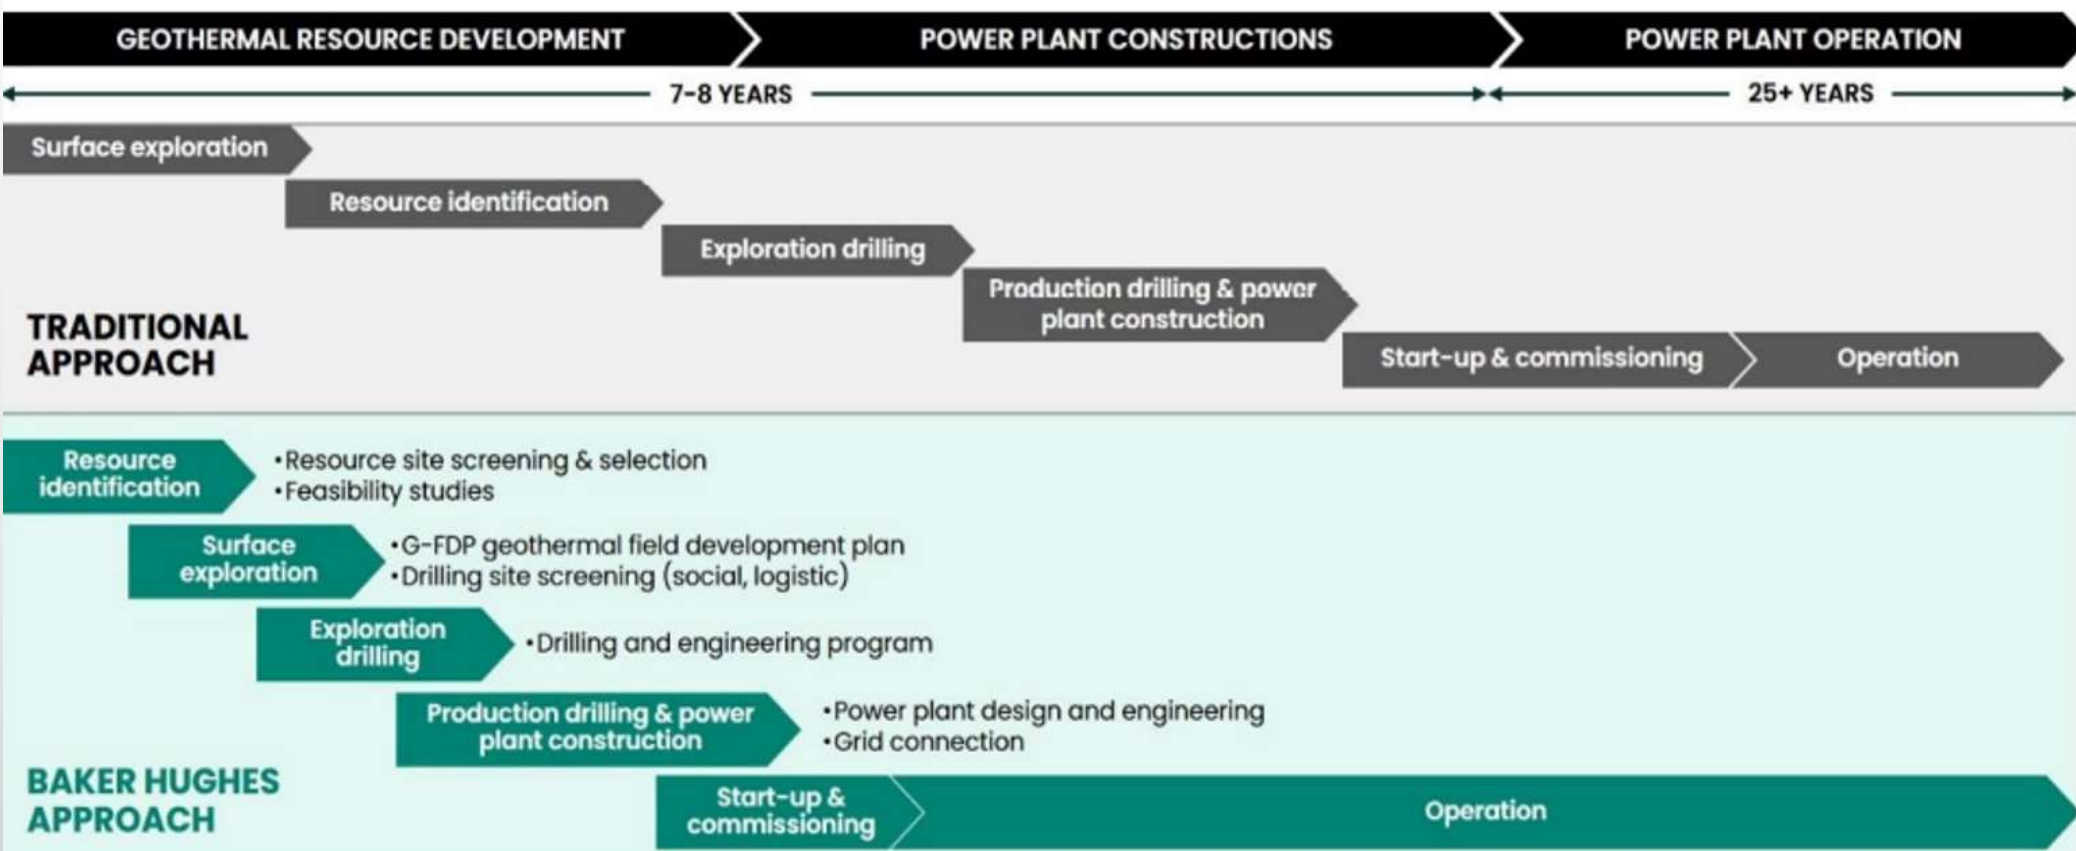 GEOTHERMAL RESOURCE DEVELOPMENT
POWER PLANT CONSTRUCTIONS
POWER PLANT OPERATION
7-8 YEARS
25+ YEARS
Surface exploration
Resource identification
Exploration drilling
Production drilling & power
plant construction
TRADITIONAL
APPROACH
Start-up & commissioning
Operation
Resource
identification
•Resource site screening & selection
•Feasibility studies
Surface
exploration
•G-FDP geothermal field development plan
•Drilling site screening (social, logistic)
Exploration
drilling
•Drilling and engineering program
Production drilling & power
plant construction
•Power plant design and engineering
•Grid connection
BAKER HUGHES
APPROACH
Start-up &
commissioning
Operation